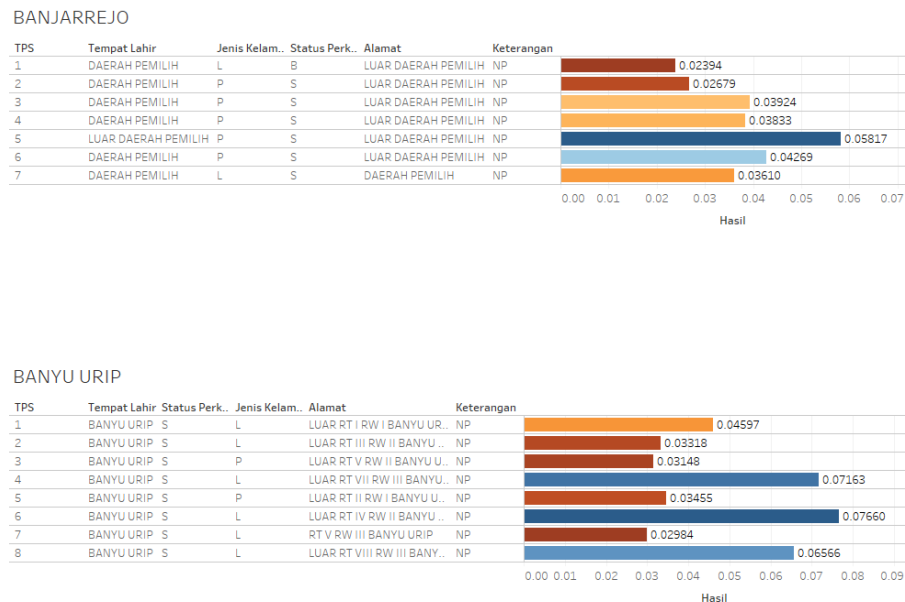 BANJARREJO
TPS Tempat Lahir Jenis Kelam.. Status Perk.. Alamat Keterangan
1 DAERAH PEMILIH L B LUAR DAERAH PEMILIH NP 0.02394
2 DAERAH PEMILIH P S LUAR DAERAH PEMILIH NP 0.02679
3 DAERAH PEMILIH P S LUAR DAERAH PEMILIH NP 0.03924
4 DAERAH PEMILIH P S LUAR DAERAH PEMILIH NP 0.03833
5 LUAR DAERAH PEMILIH P S LUAR DAERAH PEMILIH NP 0.05817
6 DAERAH PEMILIH P S LUAR DAERAH PEMILIH NP 0.04269
7 DAERAH PEMILIH L S DAERAH PEMILIH NP 0.03610
0.00 0.01 0.02 0.03 0.04 0.05 0.06 0.07
Hasil
BANYU URIP
TPS Tempat Lahir Status Perk.. Jenis Kelam.. Alamat Keterangan
1 BANYU URIP S L LUAR RT I RW I BANYU UR.. NP 0.04597
2 BANYU URIP S L LUAR RT III RW II BANYU .. NP 0.03318
3 BANYU URIP S P LUAR RT V RW II BANYU U.. NP 0.03148
4 BANYU URIP S L LUAR RT VII RW III BANYU.. NP 0.07163
5 BANYU URIP S P LUAR RT II RW I BANYU U.. NP 0.03455
6 BANYU URIP S L LUAR RT IV RW II BANYU .. NP 0.07660
7 BANYU URIP S L RT V RW III BANYU URIP NP 0.02984
8 BANYU URIP S L LUAR RT VIII RW III BANY.. NP 0.06566
0.00 0.01 0.02 0.03 0.04 0.05 0.06 0.07 0.08 0.09
Hasil